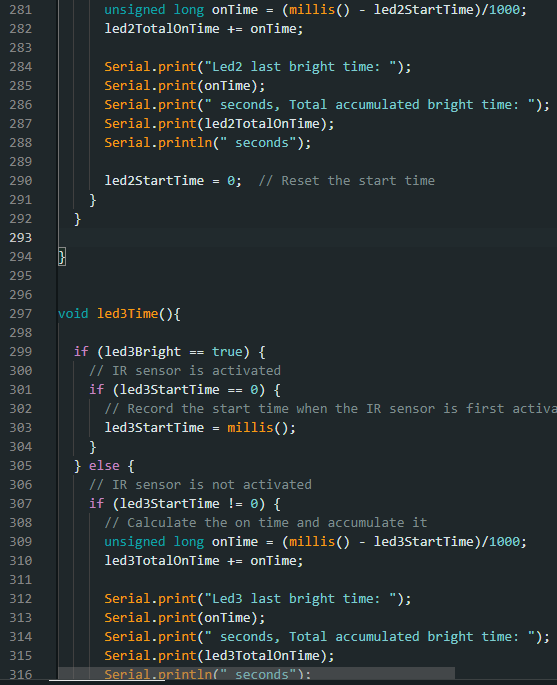 281 unsigned long onTime = (millis() - led2StartTime)/1000;
282 led2TotalOnTime += onTime;
283
284 Serial.print("Led2 last bright time: ");
285 Serial.print(onTime);
286 Serial.print(" seconds, Total accumulated bright time: ");
287 Serial.print(led2TotalOnTime);
288 Serial.println(" seconds");
289
290 led2StartTime = 0;  // Reset the start time
291 }
292 }
293
294 }
295
296
297 void led3Time(){
298
299 if (led3Bright == true) {
300 // IR sensor is activated
301 if (led3StartTime == 0) {
302 // Record the start time when the IR sensor is first activa
303 led3StartTime = millis();
304 }
305 } else {
306 // IR sensor is not activated
307 if (led3StartTime != 0) {
308 // Calculate the on time and accumulate it
309 unsigned long onTime = (millis() - led3StartTime)/1000;
310 led3TotalOnTime += onTime;
311
312 Serial.print("Led3 last bright time: ");
313 Serial.print(onTime);
314 Serial.print(" seconds, Total accumulated bright time: ");
315 Serial.print(led3TotalOnTime);
316 Serial.println(" seconds");